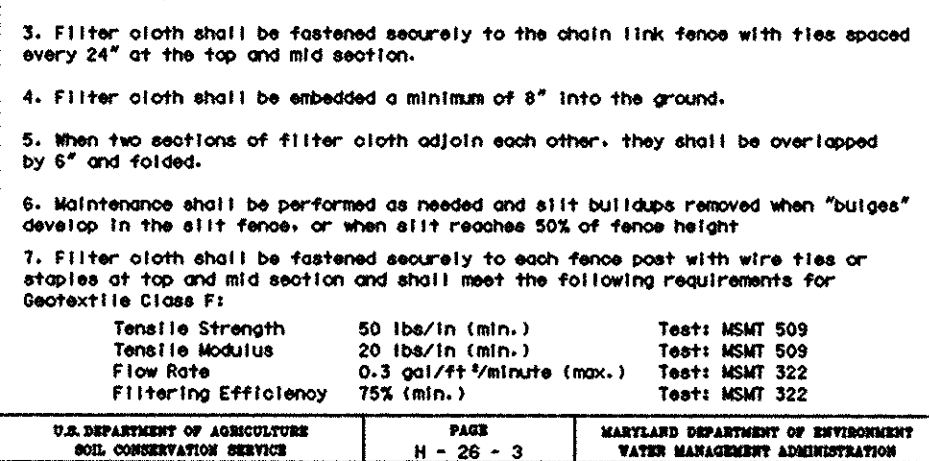 3. Filter cloth shall be fastened securely to the chain link fence with ties spaced
every 24" at the top and mid section.
4. Filter cloth shall be embedded a minimum of 8" into the ground.
5. When two sections of filter cloth adjoin each other, they shall be overlapped
by 6" and folded.
6. Maintenance shall be performed as needed and silt buildups removed when "bulges"
develop in the silt fence, or when silt reaches 50% of fence height
7. Filter cloth shall be fastened securely to each fence post with wire ties or
staples at top and mid section and shall meet the following requirements for
Geotextile Class F:
Tensile Strength 50 lbs/in (min.) Test: MSMT 509
Tensile Modulus 20 lbs/in (min.) Test: MSMT 509
Flow Rate 0.3 gal/ft²/minute (max.) Test: MSMT 322
Filtering Efficiency 75% (min.) Test: MSMT 322
U.S. DEPARTMENT OF AGRICULTURE PAGE MARYLAND DEPARTMENT OF ENVIRONMENT
SOIL CONSERVATION SERVICE H - 26 - 3 WATER MANAGEMENT ADMINISTRATION